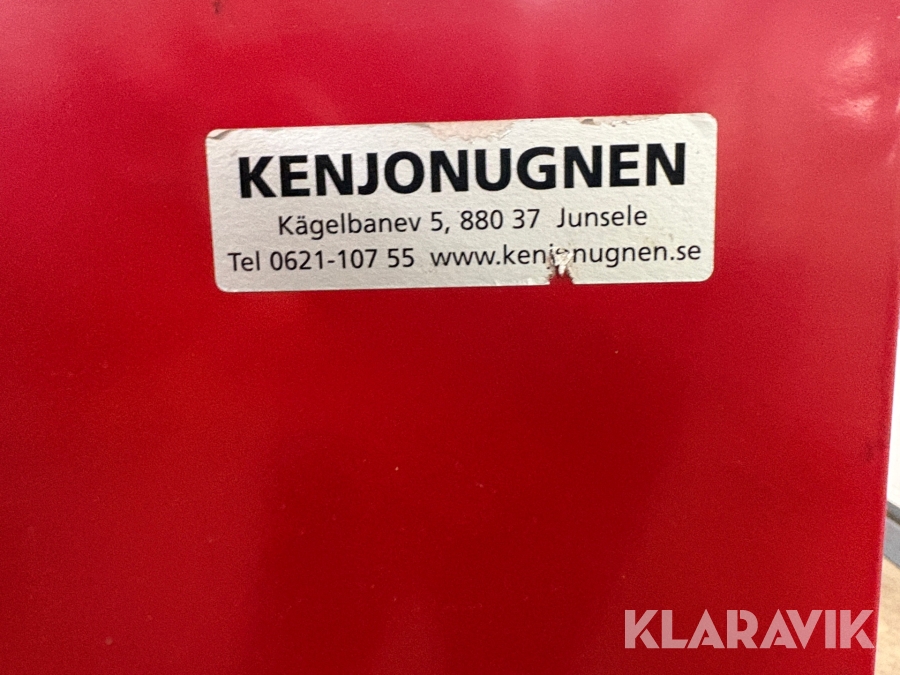 KENJONUGNEN
Kägelbanev 5, 880 37 Junsele
Tel 0621-107 55 www.kenjonugnen.se
KLARAVIK